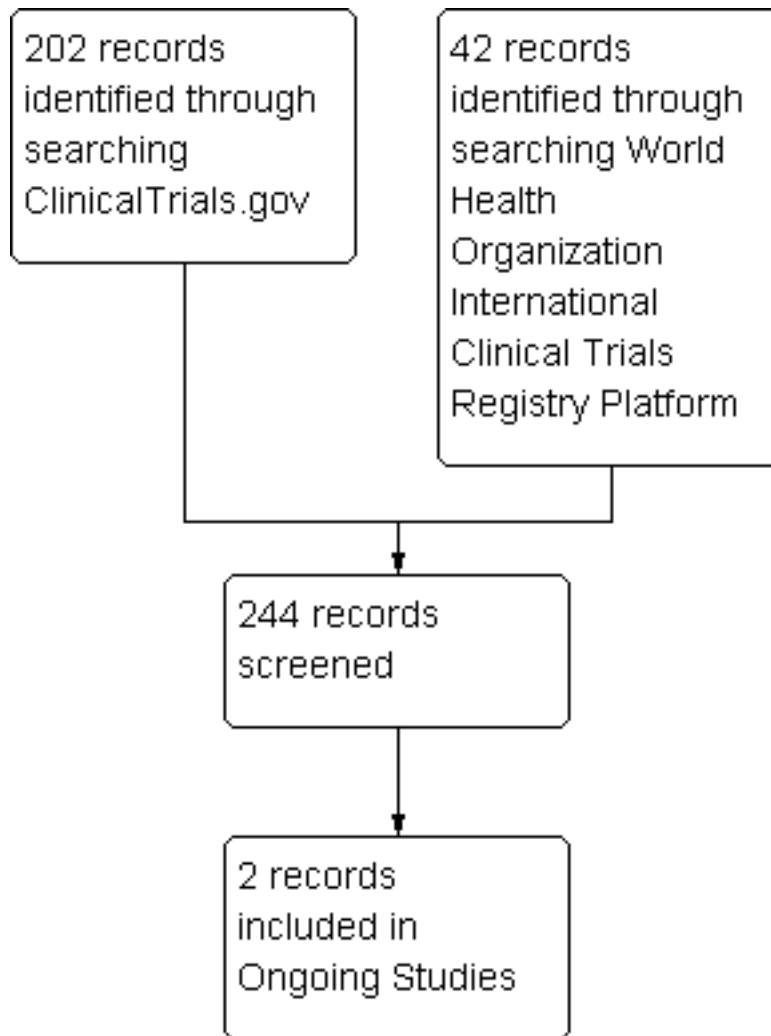 202 records
identified through
searching
ClinicalTrials.gov
42 records
identified through
searching World
Health
Organization
International
Clinical Trials
Registry Platform
244 records
screened
2 records
included in
Ongoing Studies